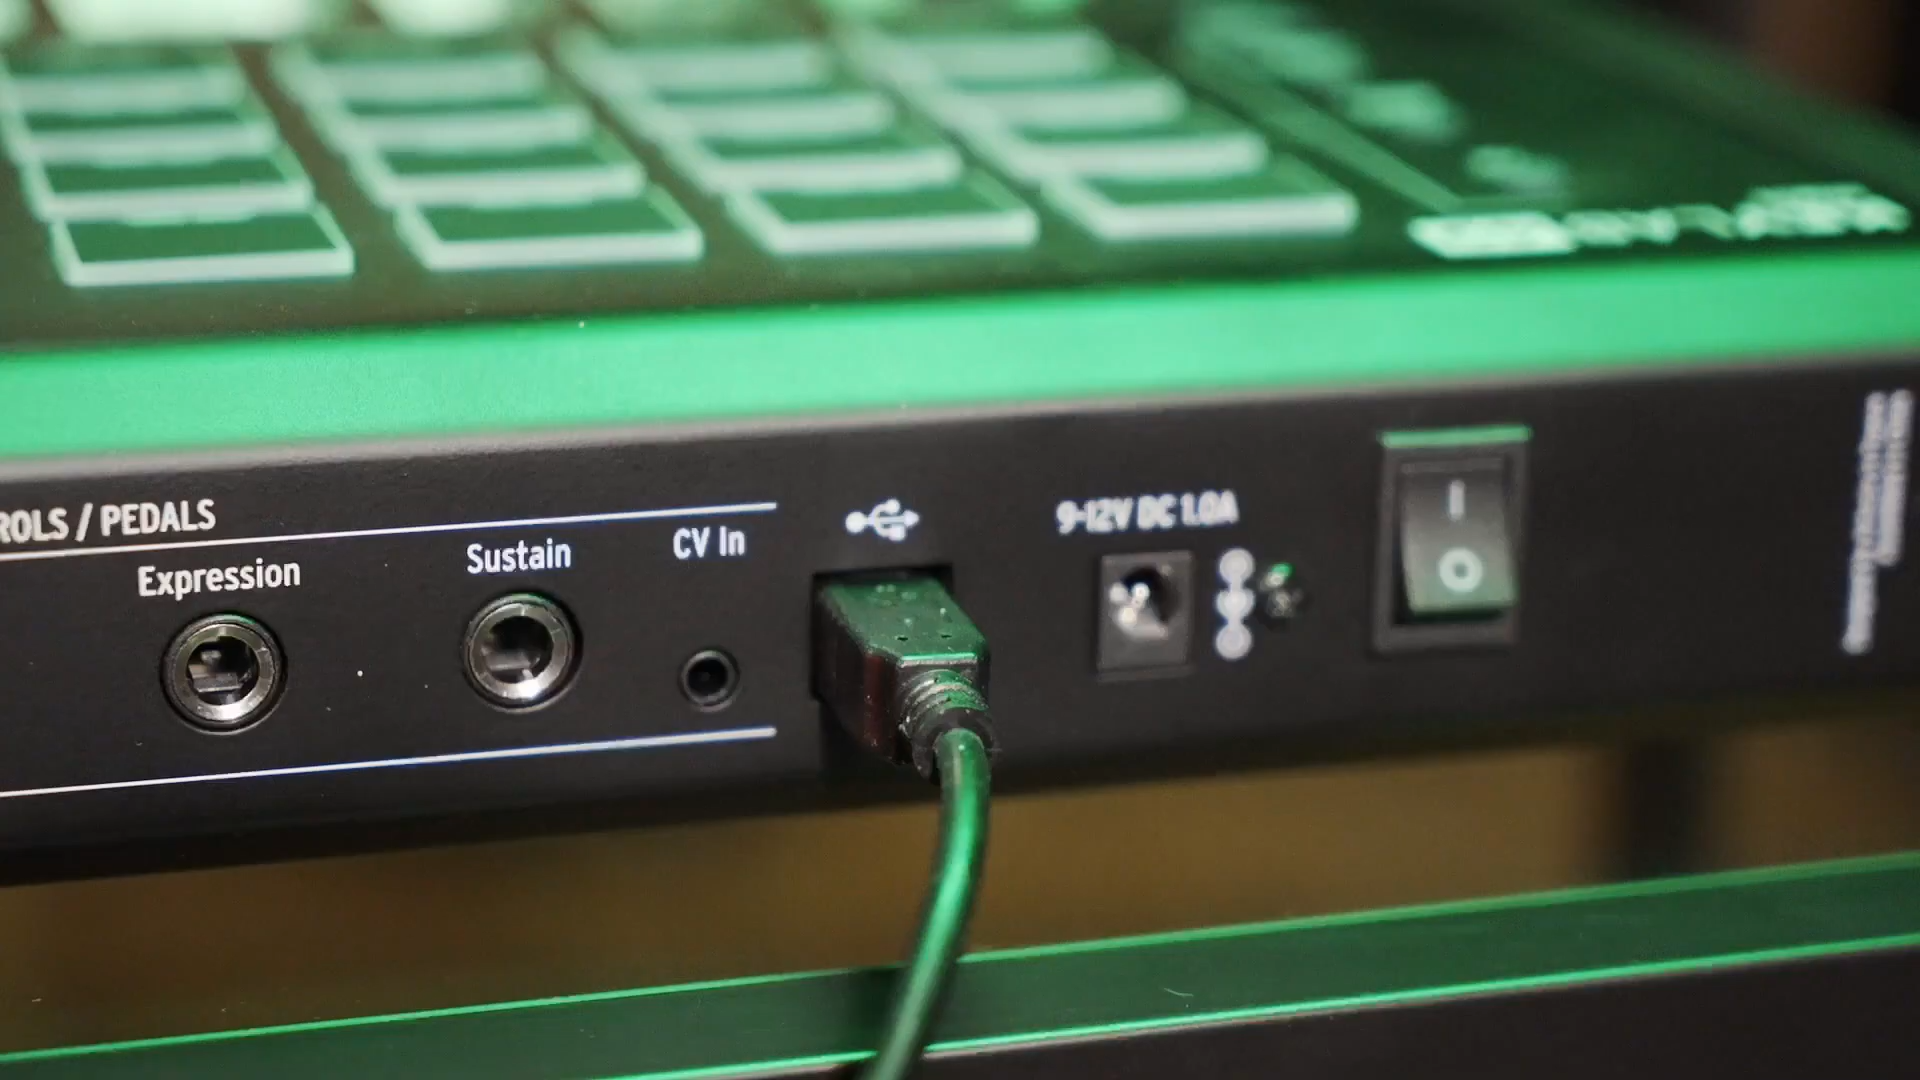 ROLS / PEDALS
Expression
Sustain
CV In
9-12V DC 1.0A